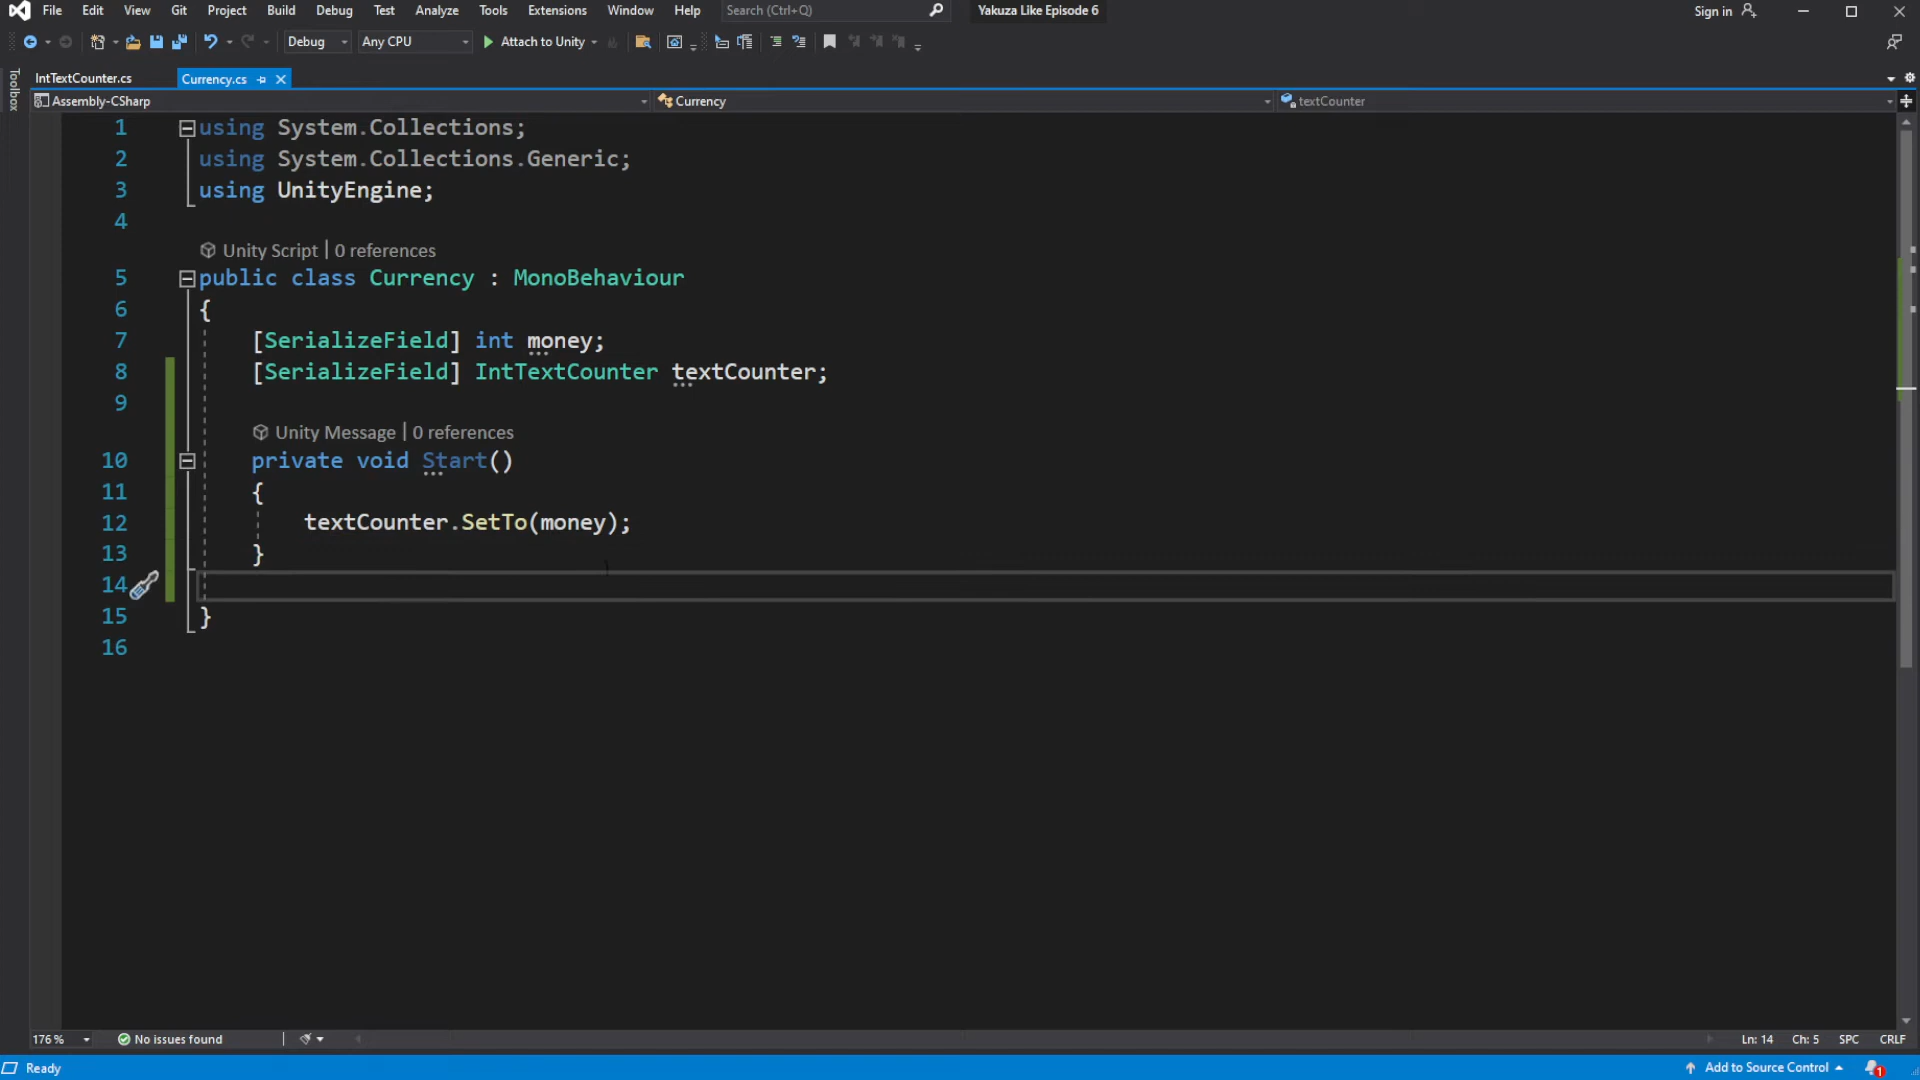 File Edit View Git Project Build Debug Test Analyze Tools Extensions Window Help Search (Ctrl+Q) Yakuza Like Episode 6 Sign in
Debug Any CPU Attach to Unity
Toolbox
IntTextCounter.cs Currency.cs
Assembly-CSharp Currency textCounter
1 using System.Collections;
2 using System.Collections.Generic;
3 using UnityEngine;
4
Unity Script | 0 references
5 public class Currency : MonoBehaviour
6 {
7 [SerializeField] int money;
8 [SerializeField] IntTextCounter textCounter;
9
Unity Message | 0 references
10 private void Start()
11 {
12 textCounter.SetTo(money);
13 }
14
15 }
16
176 % No issues found Ln: 14 Ch: 5 SPC CRLF
Ready Add to Source Control 1